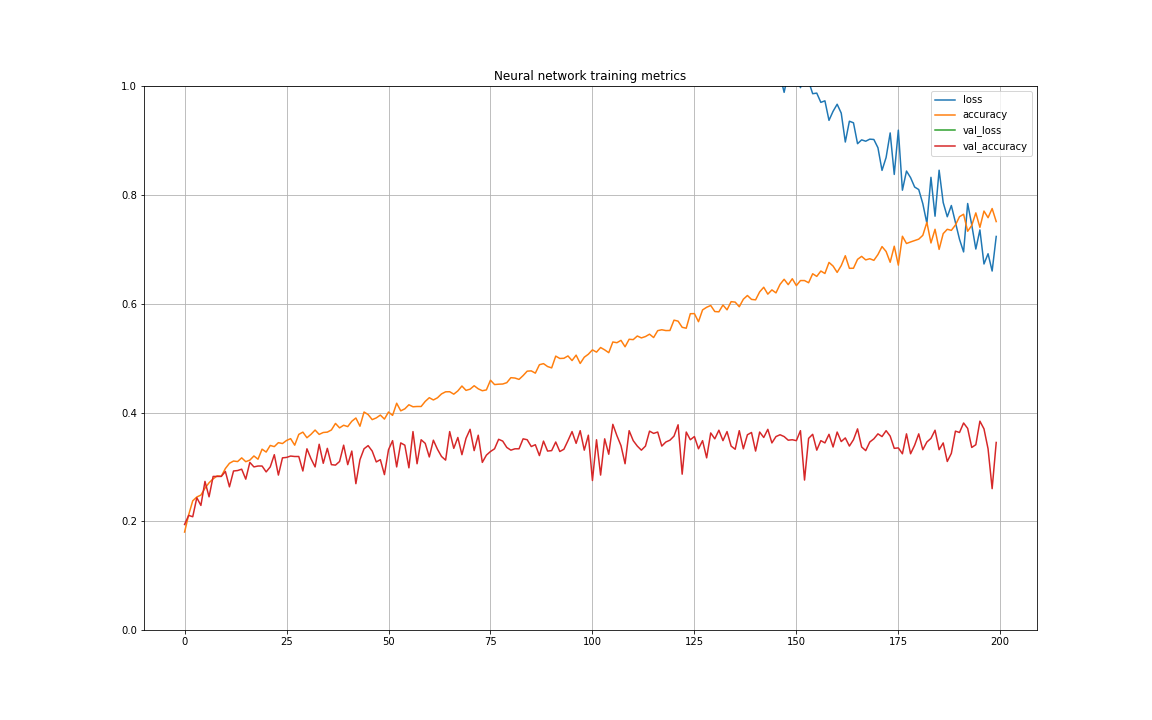 Neural network training metrics
1.0
loss
accuracy
val_loss
val_accuracy
0.8
0.6
0.4
0.2
0.0
0 25 50 75 100 125 150 175 200